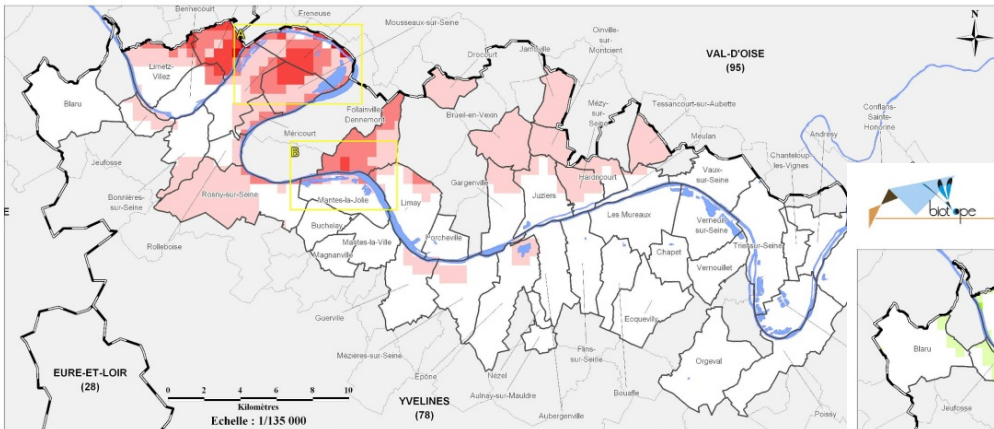 Bennecourt
Freneuse
Mousseaux-sur-Seine
N
A
Drocourt
Jambville
Oinville-
sur-
Montcient
VAL-D'OISE
(95)
Limetz-
Villez
Blaru
Follainville
Dennemont
Brueil-en-Vexin
Mézy-
sur-
Seine
Tessancourt-sur-Aubette
Conflans-
Sainte-
Honorine
Méricourt
Meulan
Andrésy
Chanteloup-
les-Vignes
Jeufosse
B
Hardricourt
Gargenville
Vaux-
sur-Seine
Bonnières-
sur-Seine
Rosny-sur-Seine
Mantes-la-Jolie
Limay
Juziers
Les Mureaux
E
biotope
Buchelay
Porcheville
Verneuil-
sur-Seine
Rolleboise
Mantes-la-Ville
Magnanville
Triel-sur-Seine
Chapet
Vernouillet
Guerville
Ecquevilly
Blaru
Mézières-sur-Seine
Flins-
sur-Seine
Orgeval
EURE-ET-LOIR
(28)
Epône
Nézel
Bouafle
0 2 4 6 8 10
Kilomètres
Echelle : 1/135 000
YVELINES
(78)
Aulnay-sur-Mauldre
Aubergenville
Poissy
Jeufosse